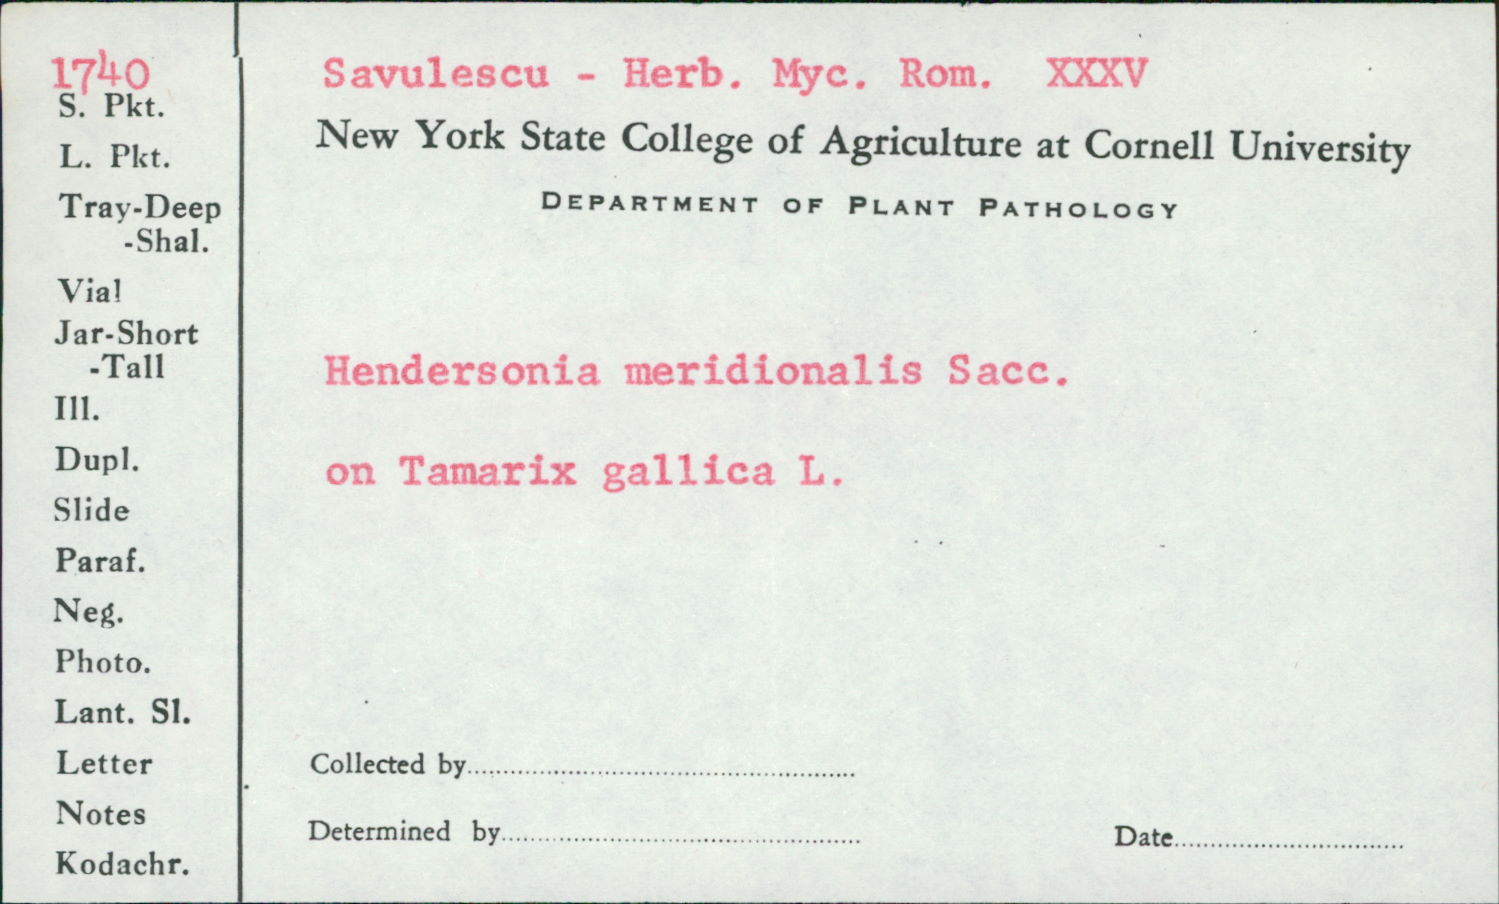 1740
S. Pkt.
L. Pkt.
Tray-Deep
-Shal.
Vial
Jar-Short
-Tall
Ill.
Dupl.
Slide
Paraf.
Neg.
Photo.
Lant. Sl.
Letter
Notes
Kodachr.
Savulescu - Herb. Myc. Rom. XXXV
New York State College of Agriculture at Cornell University
DEPARTMENT OF PLANT PATHOLOGY
Hendersonia meridionalis Sacc.
on Tamarix gallica L.
Collected by
Determined by
Date